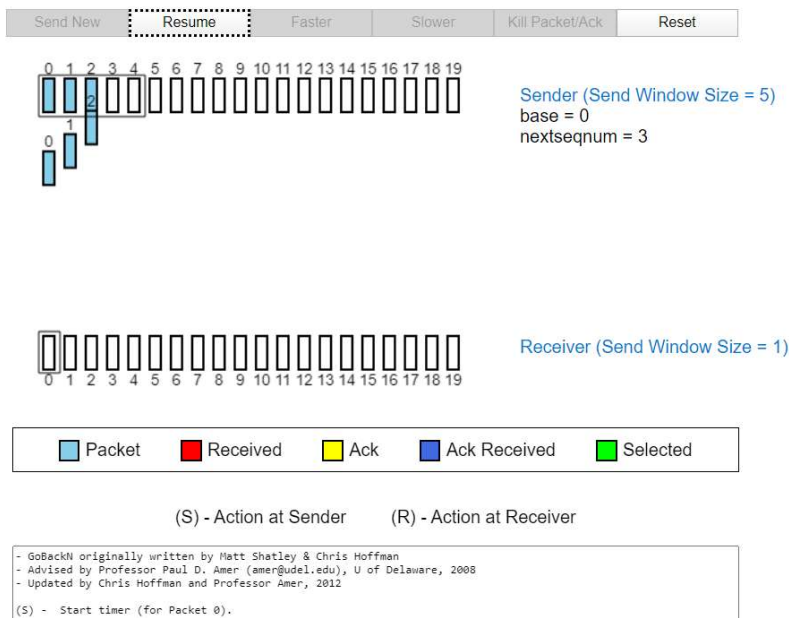 Send New Resume Faster Slower Kill Packet/Ack Reset
0 1 2 3 4 5 6 7 8 9 10 11 12 13 14 15 16 17 18 19
Sender (Send Window Size = 5)
base = 0
nextseqnum = 3
2
1
0
Receiver (Send Window Size = 1)
0 1 2 3 4 5 6 7 8 9 10 11 12 13 14 15 16 17 18 19
Packet Received Ack Ack Received Selected
(S) - Action at Sender (R) - Action at Receiver
- GoBackN originally written by Matt Shatley & Chris Hoffman
- Advised by Professor Paul D. Amer (amer@udel.edu), U of Delaware, 2008
- Updated by Chris Hoffman and Professor Amer, 2012
(S) - Start timer (for Packet 0).